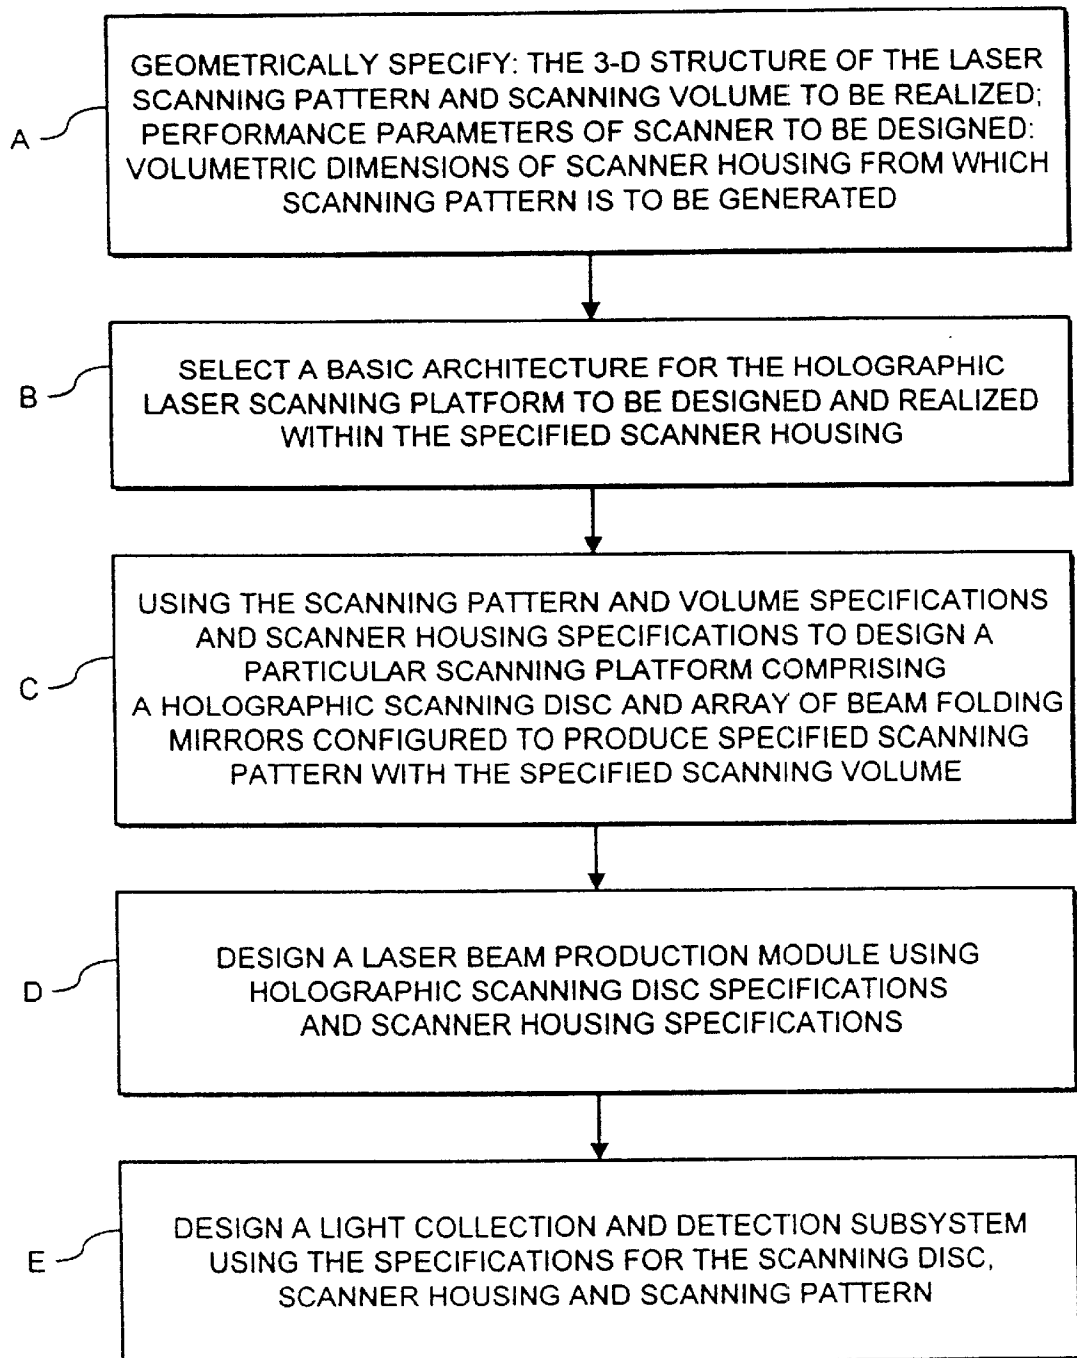 A
GEOMETRICALLY SPECIFY: THE 3-D STRUCTURE OF THE LASER
SCANNING PATTERN AND SCANNING VOLUME TO BE REALIZED;
PERFORMANCE PARAMETERS OF SCANNER TO BE DESIGNED:
VOLUMETRIC DIMENSIONS OF SCANNER HOUSING FROM WHICH
SCANNING PATTERN IS TO BE GENERATED
B
SELECT A BASIC ARCHITECTURE FOR THE HOLOGRAPHIC
LASER SCANNING PLATFORM TO BE DESIGNED AND REALIZED
WITHIN THE SPECIFIED SCANNER HOUSING
C
USING THE SCANNING PATTERN AND VOLUME SPECIFICATIONS
AND SCANNER HOUSING SPECIFICATIONS TO DESIGN A
PARTICULAR SCANNING PLATFORM COMPRISING
A HOLOGRAPHIC SCANNING DISC AND ARRAY OF BEAM FOLDING
MIRRORS CONFIGURED TO PRODUCE SPECIFIED SCANNING
PATTERN WITH THE SPECIFIED SCANNING VOLUME
D
DESIGN A LASER BEAM PRODUCTION MODULE USING
HOLOGRAPHIC SCANNING DISC SPECIFICATIONS
AND SCANNER HOUSING SPECIFICATIONS
E
DESIGN A LIGHT COLLECTION AND DETECTION SUBSYSTEM
USING THE SPECIFICATIONS FOR THE SCANNING DISC,
SCANNER HOUSING AND SCANNING PATTERN